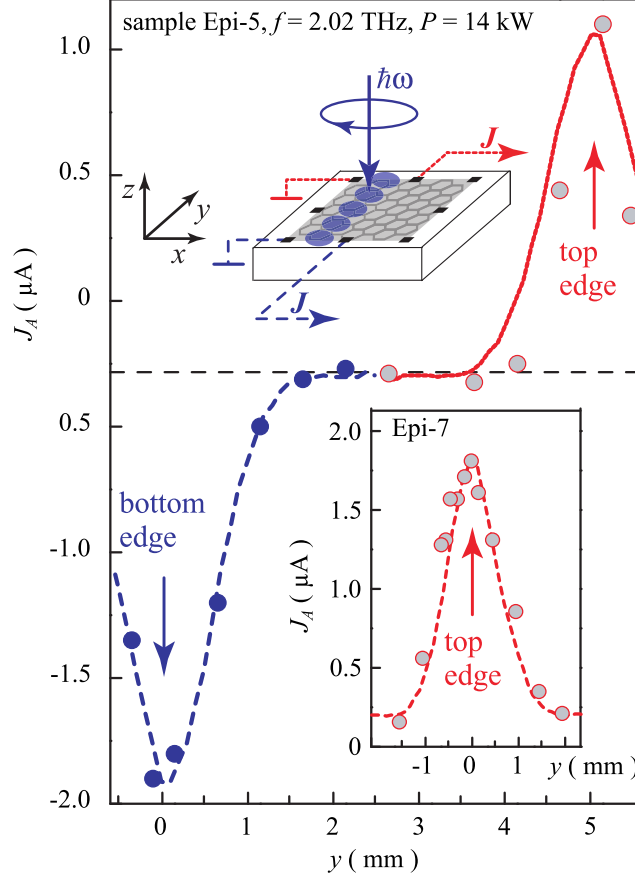 sample Epi-5, f = 2.02 THz, P = 14 kW
1.0
0.5
0
0.5
-1.0
-1.5
-2.0
J_A ( μA )
ħω
J
z
y
x
J
top
edge
bottom
edge
Epi-7
2.0
1.5
1.0
0.5
0
J_A ( μA )
top
edge
-1
0
1
y ( mm )
0
1
2
3
4
5
y ( mm )